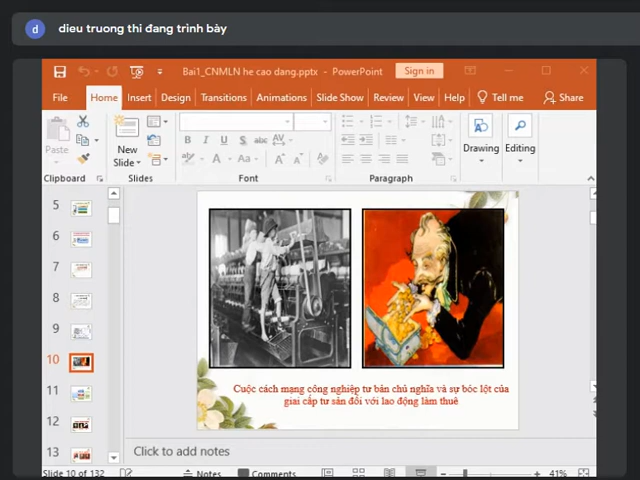 d dieu truong thi đang trình bày
Bai1_CNMLN he cao dang.pptx - PowerPoint
Sign in
File Home Insert Design Transitions Animations Slide Show Review View Help Tell me Share
Paste
New
Slide
Drawing
Editing
B I U S abc AV
A Aa A A
Clipboard Slides Font Paragraph
5
6
7
8
9
10
11
12
13
Cuộc cách mạng công nghiệp tư bản chủ nghĩa và sự bóc lột của
giai cấp tư sản đối với lao động làm thuê
Click to add notes
Slide 10 of 132 Notes Comments 41%